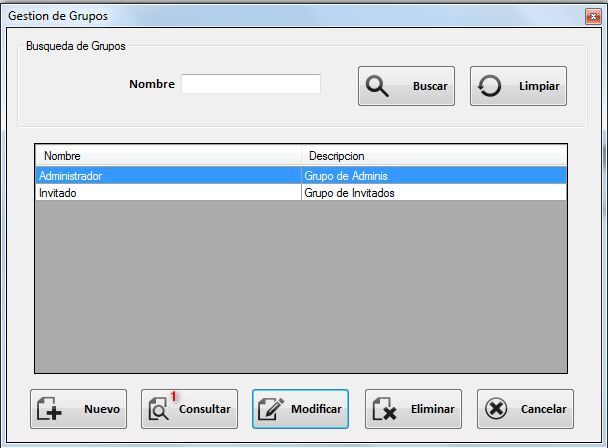 Gestion de Grupos
Busqueda de Grupos
Nombre
Buscar
Limpiar
Nombre Descripcion
Administrador Grupo de Adminis
Invitado Grupo de Invitados
Nuevo
1
Consultar
Modificar
Eliminar
Cancelar